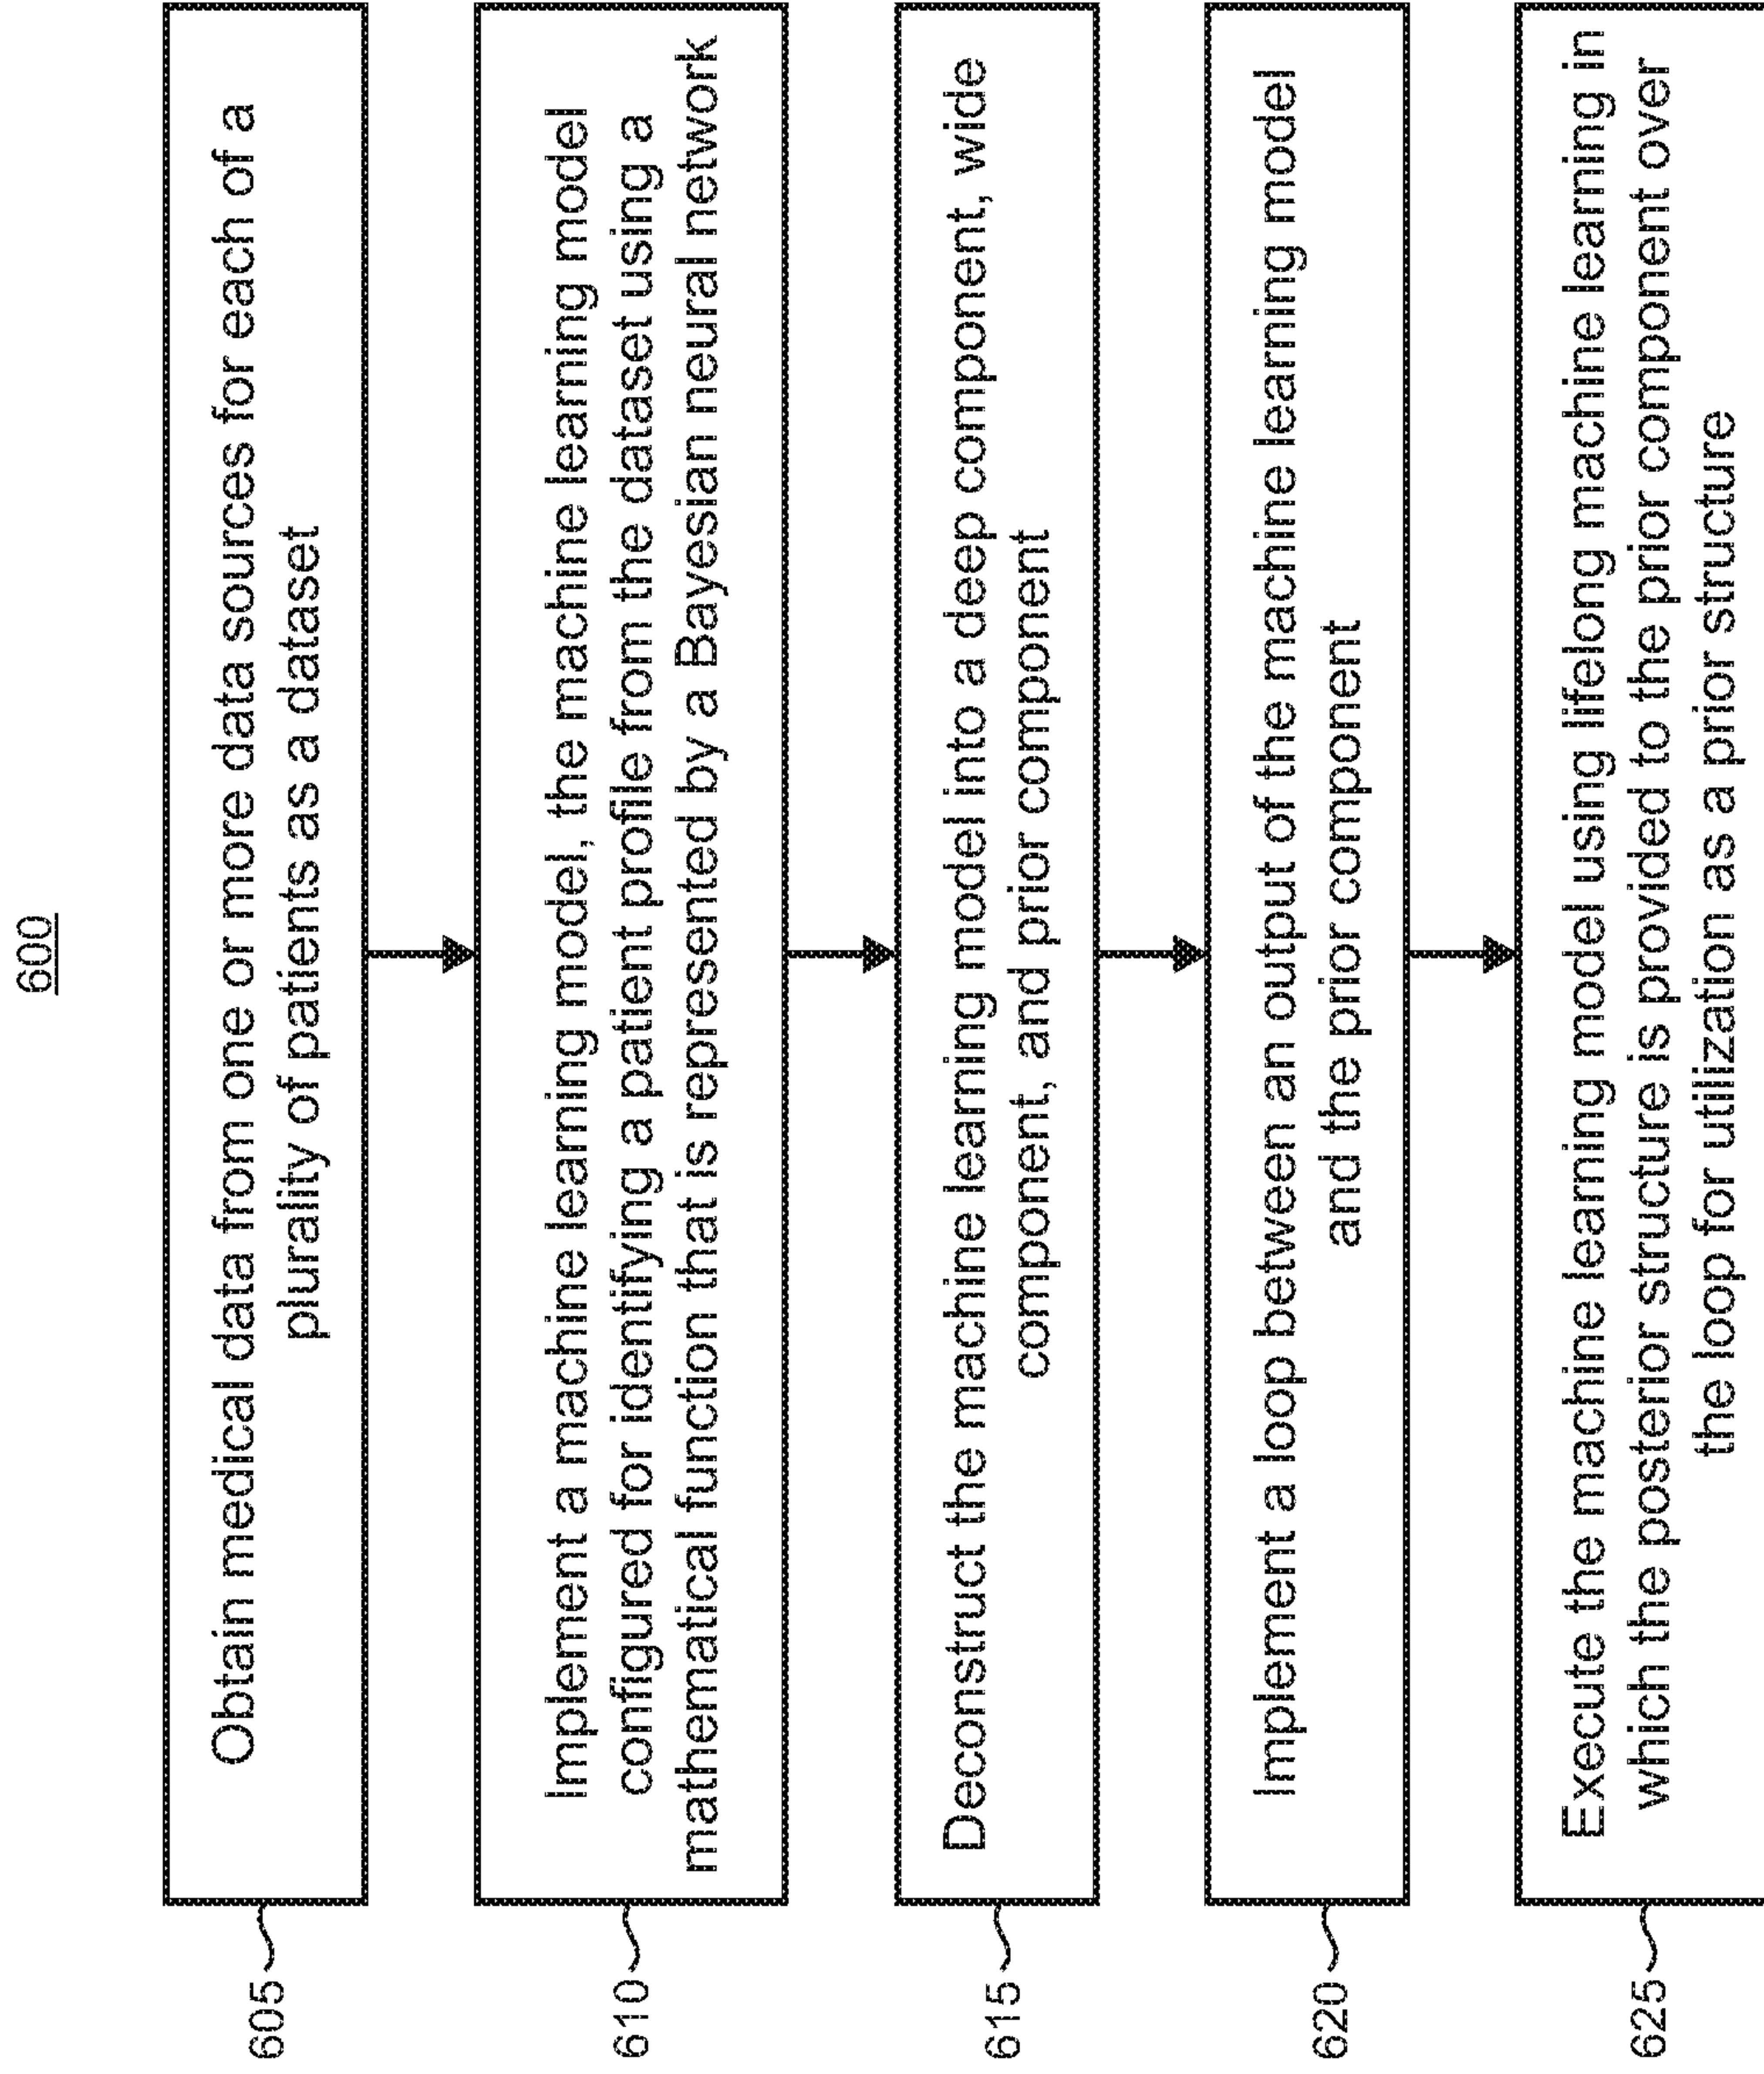 600
605
Obtain medical data from one or more data sources for each of a
plurality of patients as a dataset
610
Implement a machine learning model, the machine learning model
configured for identifying a patient profile from the dataset using a
mathematical function that is represented by a Bayesian neural network
615
Deconstruct the machine learning model into a deep component, wide
component, and prior component
620
Implement a loop between an output of the machine learning model
and the prior component
625
Execute the machine learning model using lifelong machine learning in
which the posterior structure is provided to the prior component over
the loop for utilization as a prior structure